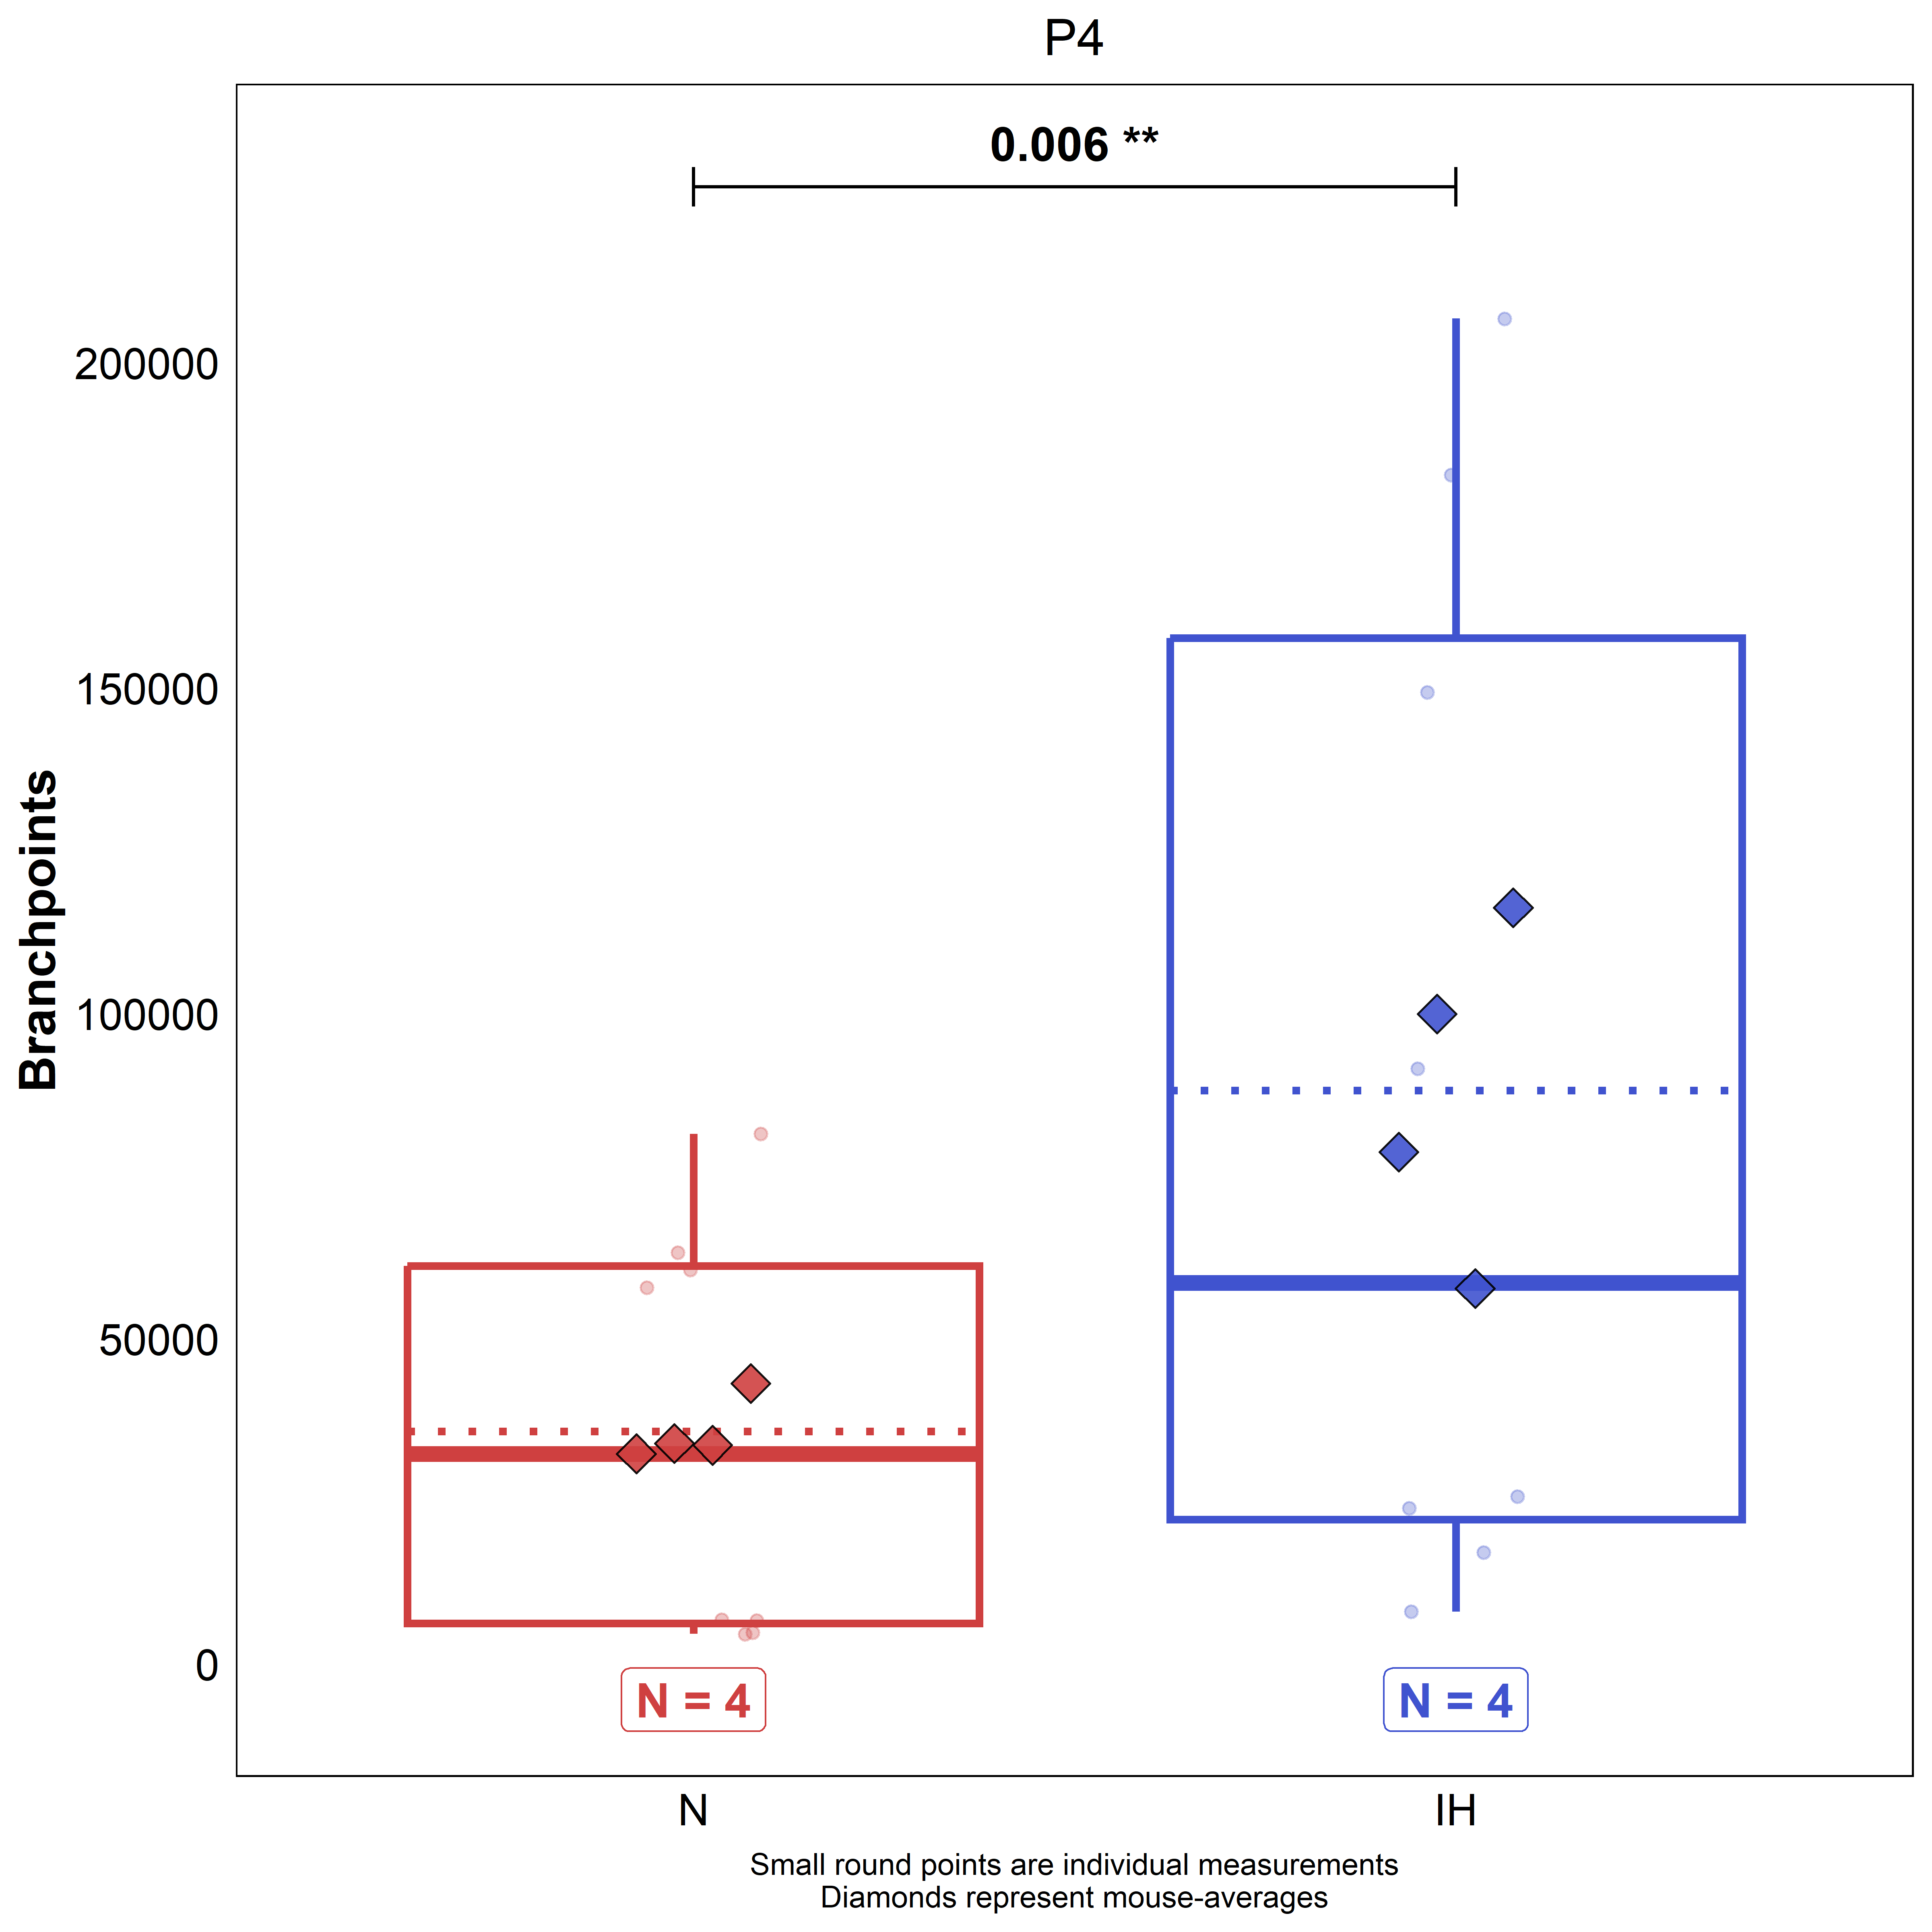 P4
0.006 **
200000
150000
100000
50000
0
Branchpoints
N = 4
N = 4
N
IH
Small round points are individual measurements
Diamonds represent mouse-averages